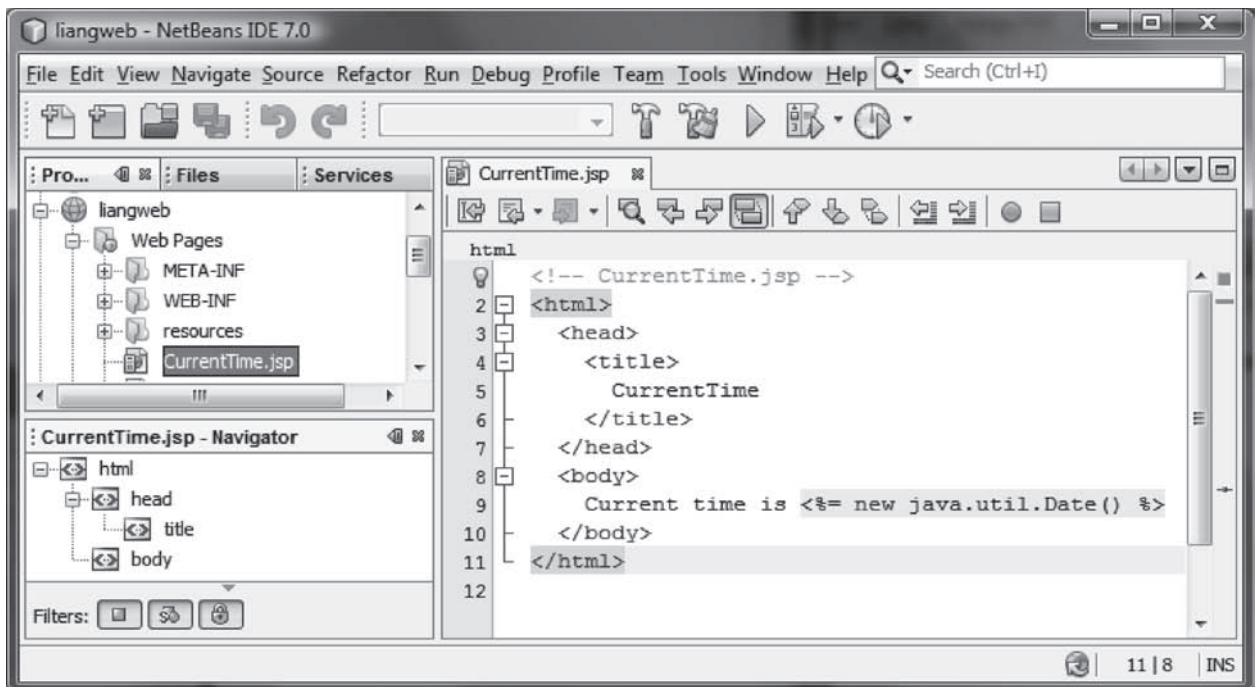 liangweb - NetBeans IDE 7.0
File Edit View Navigate Source Refactor Run Debug Profile Team Tools Window Help Search (Ctrl+I)
Pro... Files Services
liangweb
Web Pages
META-INF
WEB-INF
resources
CurrentTime.jsp
CurrentTime.jsp - Navigator
html
head
title
body
Filters:
CurrentTime.jsp
html
<!-- CurrentTime.jsp -->
2 <html>
3 <head>
4 <title>
5 CurrentTime
6 </title>
7 </head>
8 <body>
9 Current time is <%= new java.util.Date() %>
10 </body>
11 </html>
12
11 | 8 INS